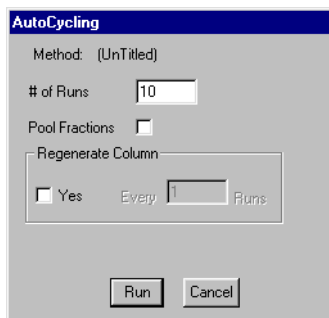 AutoCycling
Method: (UnTitled)
# of Runs 10
Pool Fractions
Regenerate Column
Yes Every 1 Runs
Run Cancel